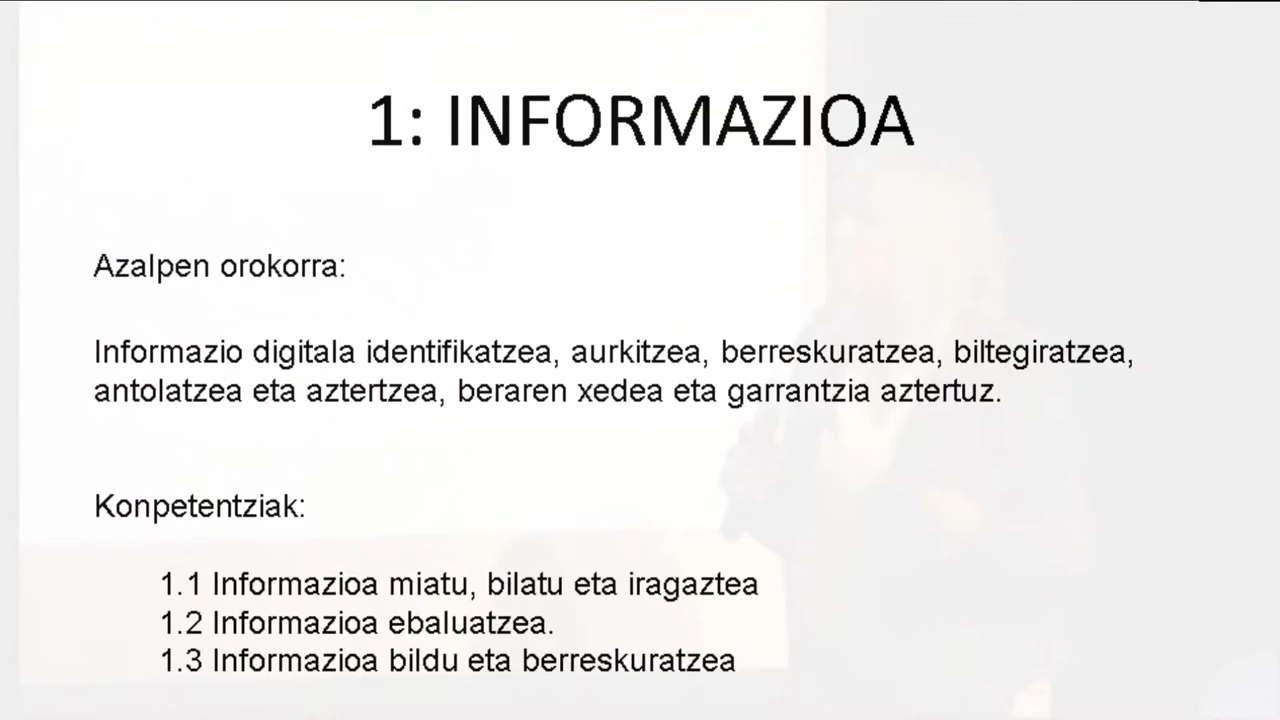 1: INFORMAZIOA
Azalpen orokorra:
Informazio digitala identifikatzea, aurkitzea, berreskuratzea, biltegiratzea,
antolatzea eta aztertzea, beraren xedea eta garrantzia aztertuz.
Konpetentziak:
1.1 Informazioa miatu, bilatu eta iragaztea
1.2 Informazioa ebaluatzea.
1.3 Informazioa bildu eta berreskuratzea